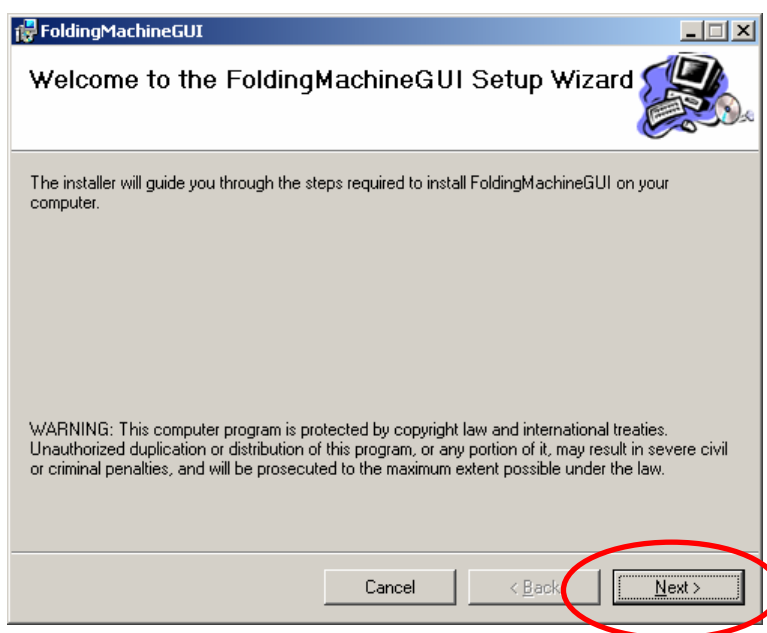 FoldingMachineGUI
Welcome to the FoldingMachineGUI Setup Wizard
The installer will guide you through the steps required to install FoldingMachineGUI on your
computer.
WARNING: This computer program is protected by copyright law and international treaties.
Unauthorized duplication or distribution of this program, or any portion of it, may result in severe civil
or criminal penalties, and will be prosecuted to the maximum extent possible under the law.
Cancel < Back Next >